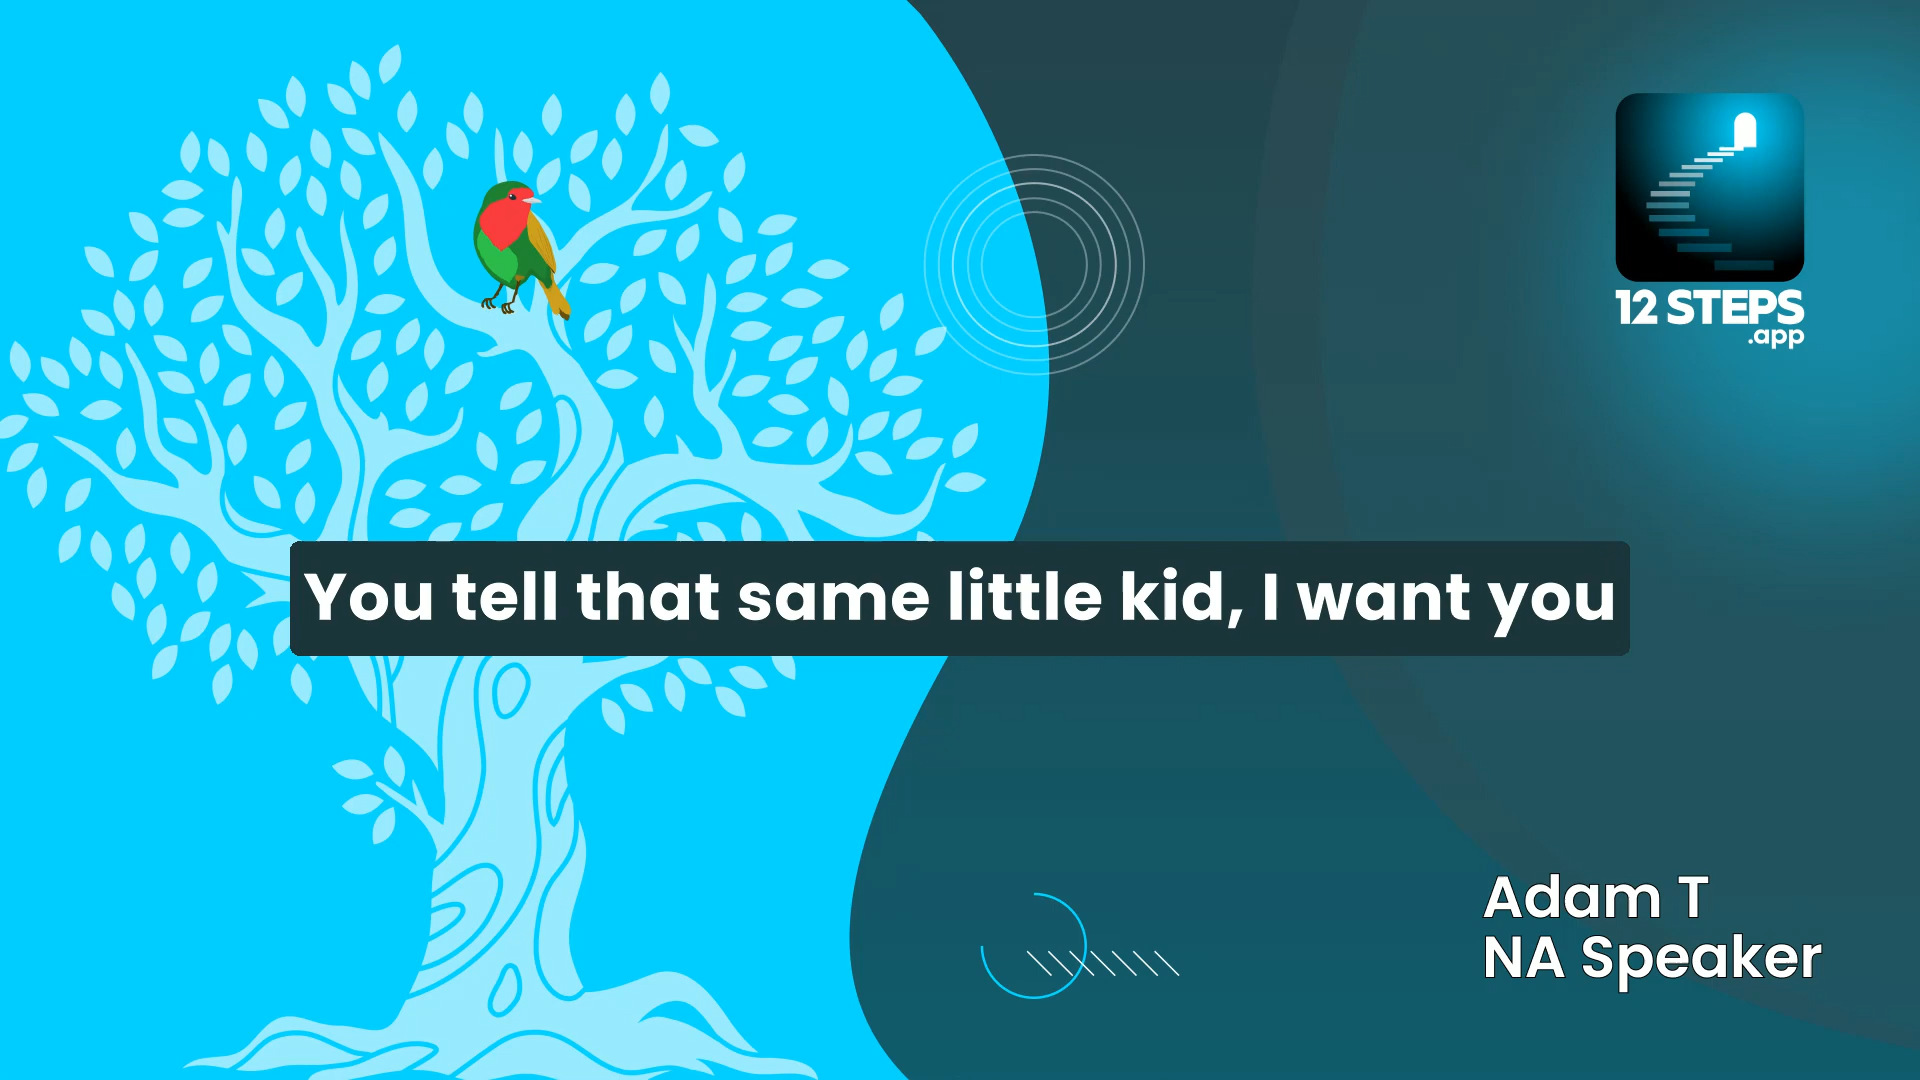 12 STEPS
.app
You tell that same little kid, I want you
Adam T
NA Speaker